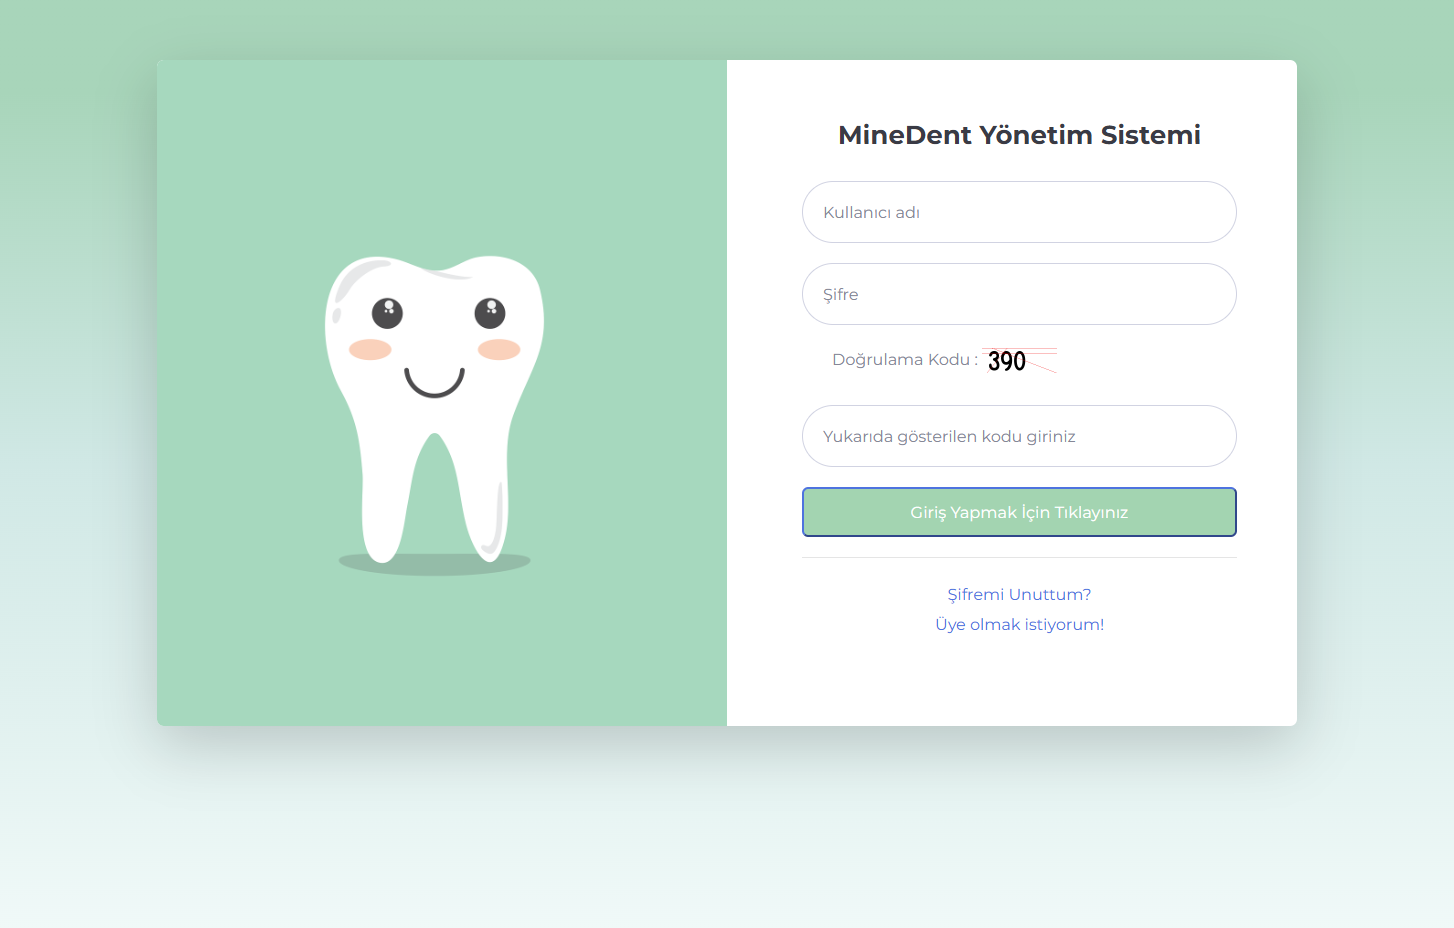 MineDent Yönetim Sistemi
Kullanıcı adı
Şifre
Doğrulama Kodu : 390
Yukarıda gösterilen kodu giriniz
Giriş Yapmak İçin Tıklayınız
Şifremi Unuttum?
Üye olmak istiyorum!